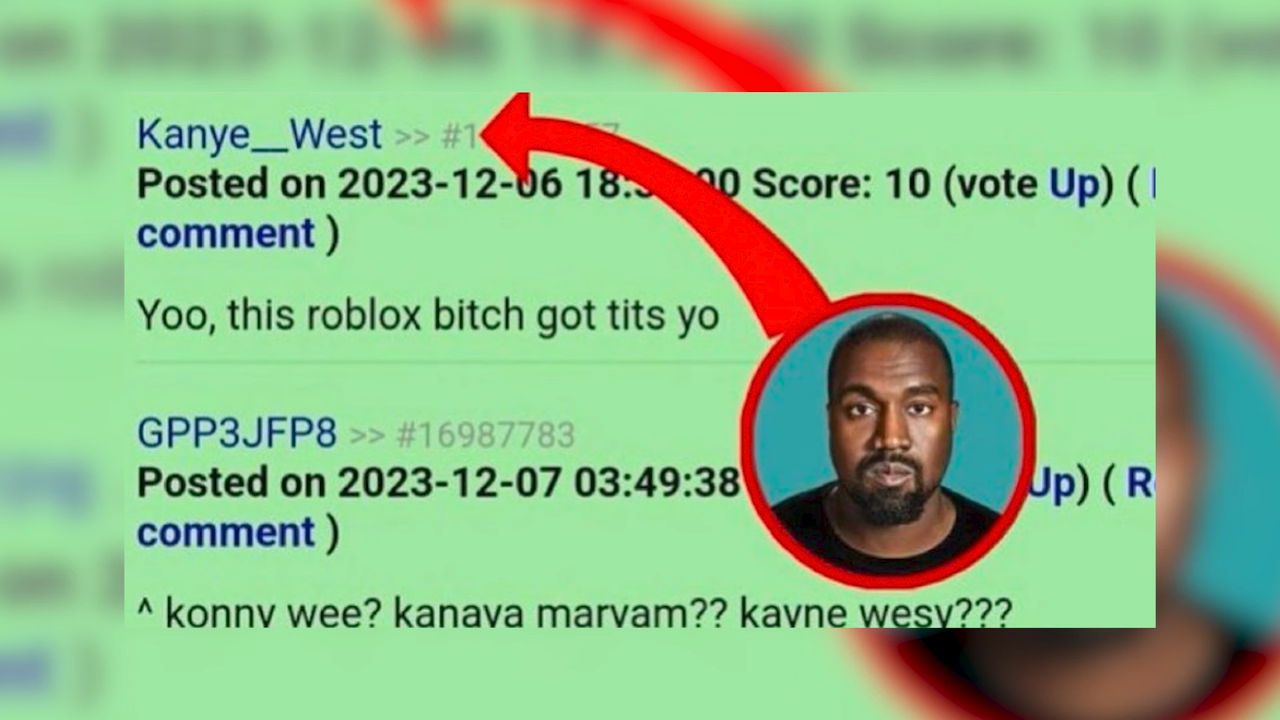 Kanye__West >>
Posted on 2023-12-06 Score: 10 (vote Up) (
comment )
Yoo, this roblox bitch got tits yo
GPP3JFP8 >> #16987783
Posted on 2023-12-07 03:49:38 Up) (
comment )
^ konny wee? kanava maryam?? kayne wesy???